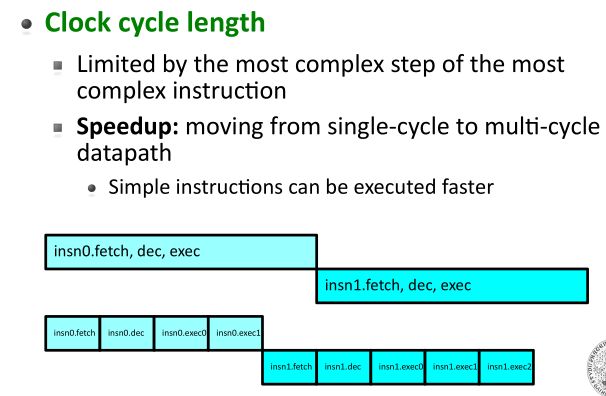 Clock cycle length
Limited by the most complex step of the most
complex instruction
Speedup: moving from single-cycle to multi-cycle
datapath
Simple instructions can be executed faster
insn0.fetch, dec, exec
insn1.fetch, dec, exec
insn0.fetch insn0.dec insn0.exec0 insn0.exec1
insn1.fetch insn1.dec insn1.exec0 insn1.exec1 insn1.exec2